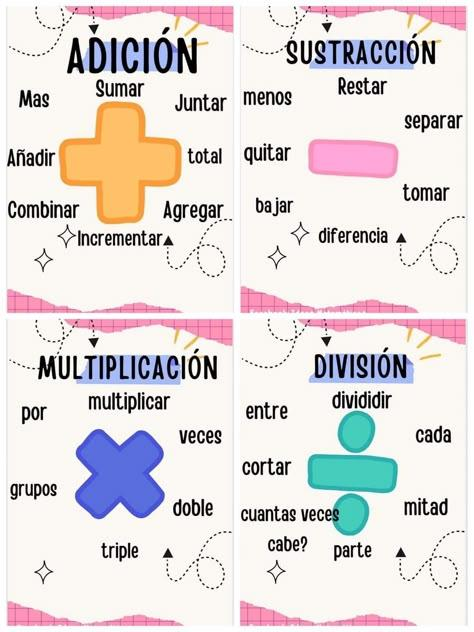 ADICIÓN
Sumar
Mas
Juntar
Añadir
total
Combinar
Agregar
Incrementar
SUSTRACCIÓN
Restar
menos
separar
quitar
tomar
bajar
diferencia
MULTIPLICACIÓN
multiplicar
por
veces
grupos
doble
triple
DIVISIÓN
divididir
entre
cada
cortar
mitad
cuantas veces
cabe?
parte